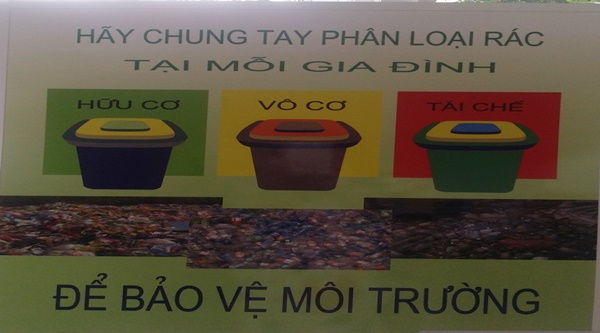 HÃY CHUNG TAY PHÂN LOẠI RÁC
TẠI MỖI GIA ĐÌNH
HỮU CƠ
VÔ CƠ
TÁI CHẾ
ĐỂ BẢO VỆ MÔI TRƯỜNG